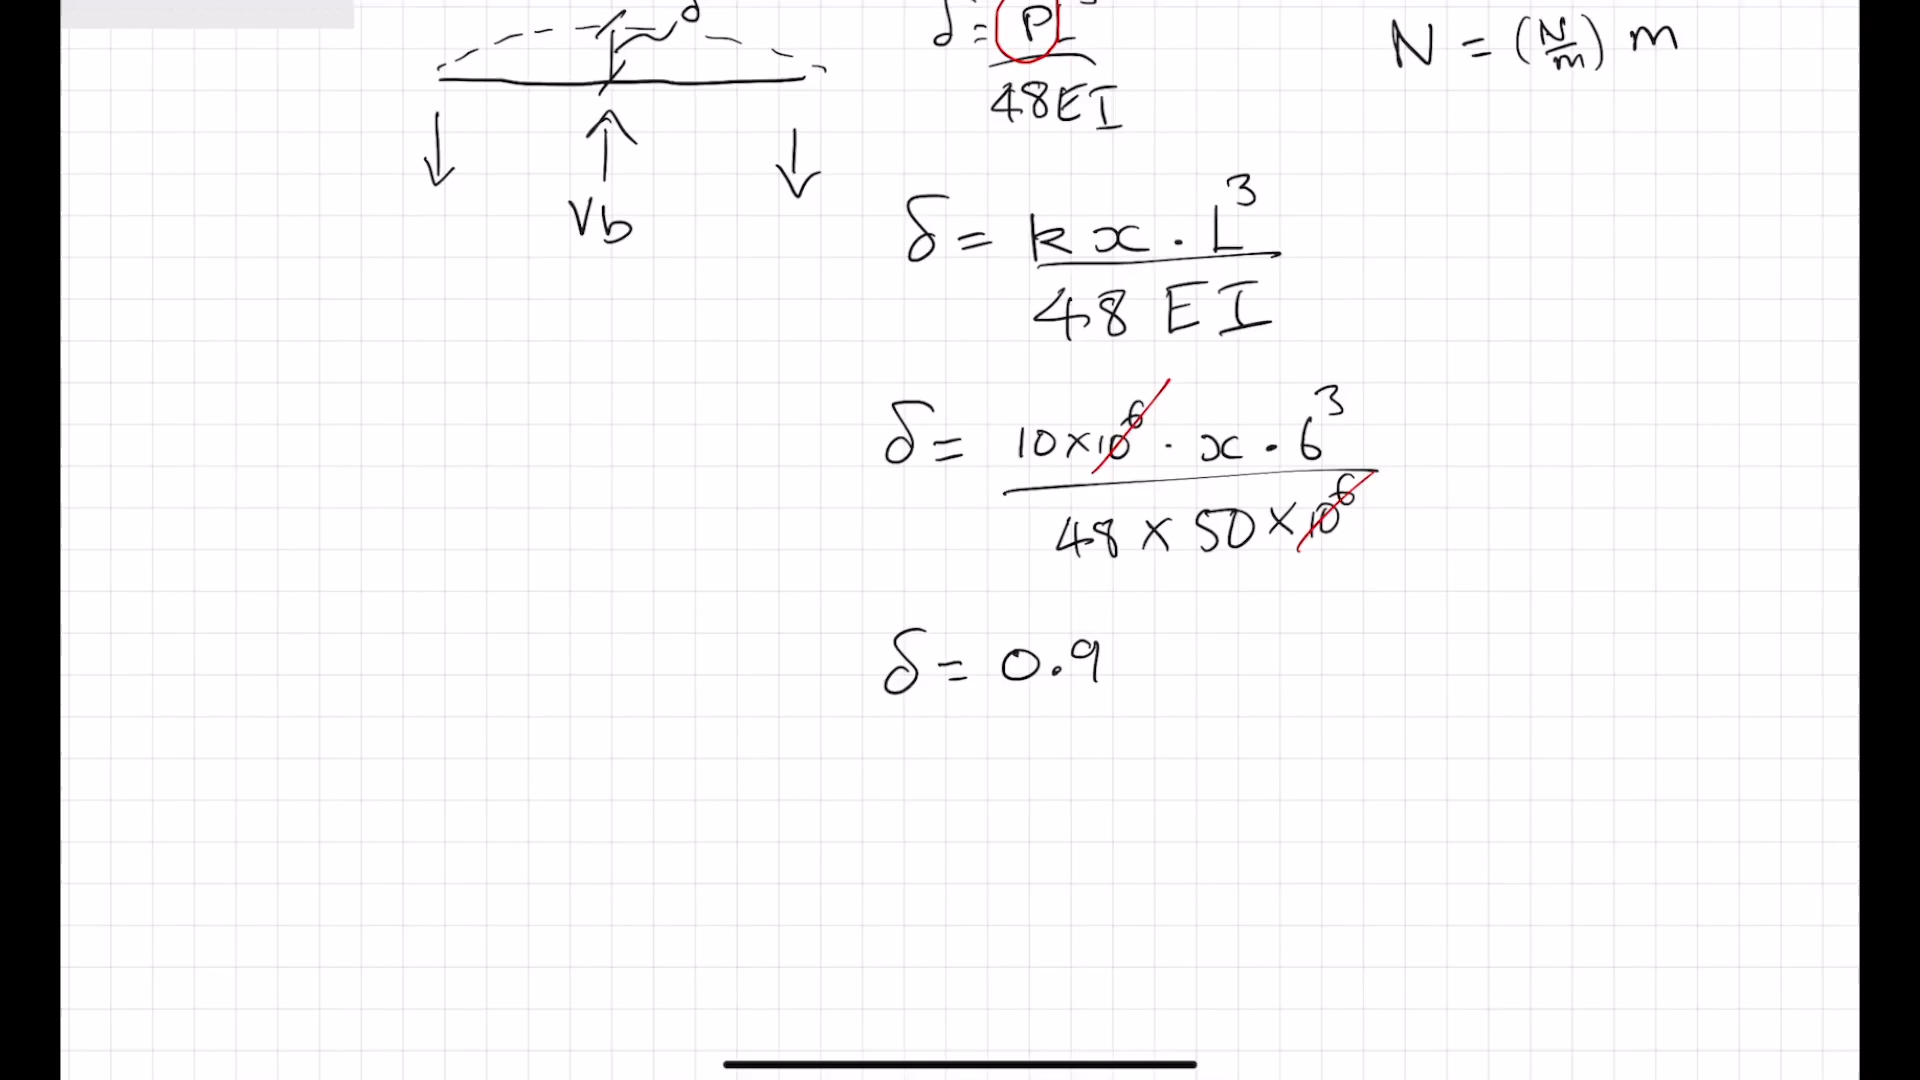 δ
δ = PL³ / 48EI
N = (N/m) m
Vb
δ = kx · L³ / 48 EI
δ = 10×10⁶ · x · 6³ / 48 × 50 × 10⁶
δ = 0.9